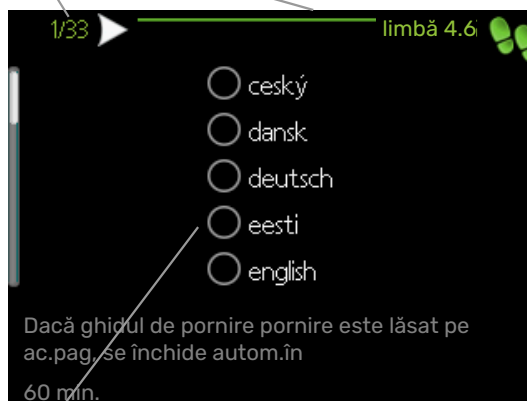 1/33
limbă 4.6
ceský
dansk
deutsch
eesti
english
Dacă ghidul de pornire pornire este lăsat pe
ac.pag, se închide autom.în
60 min.